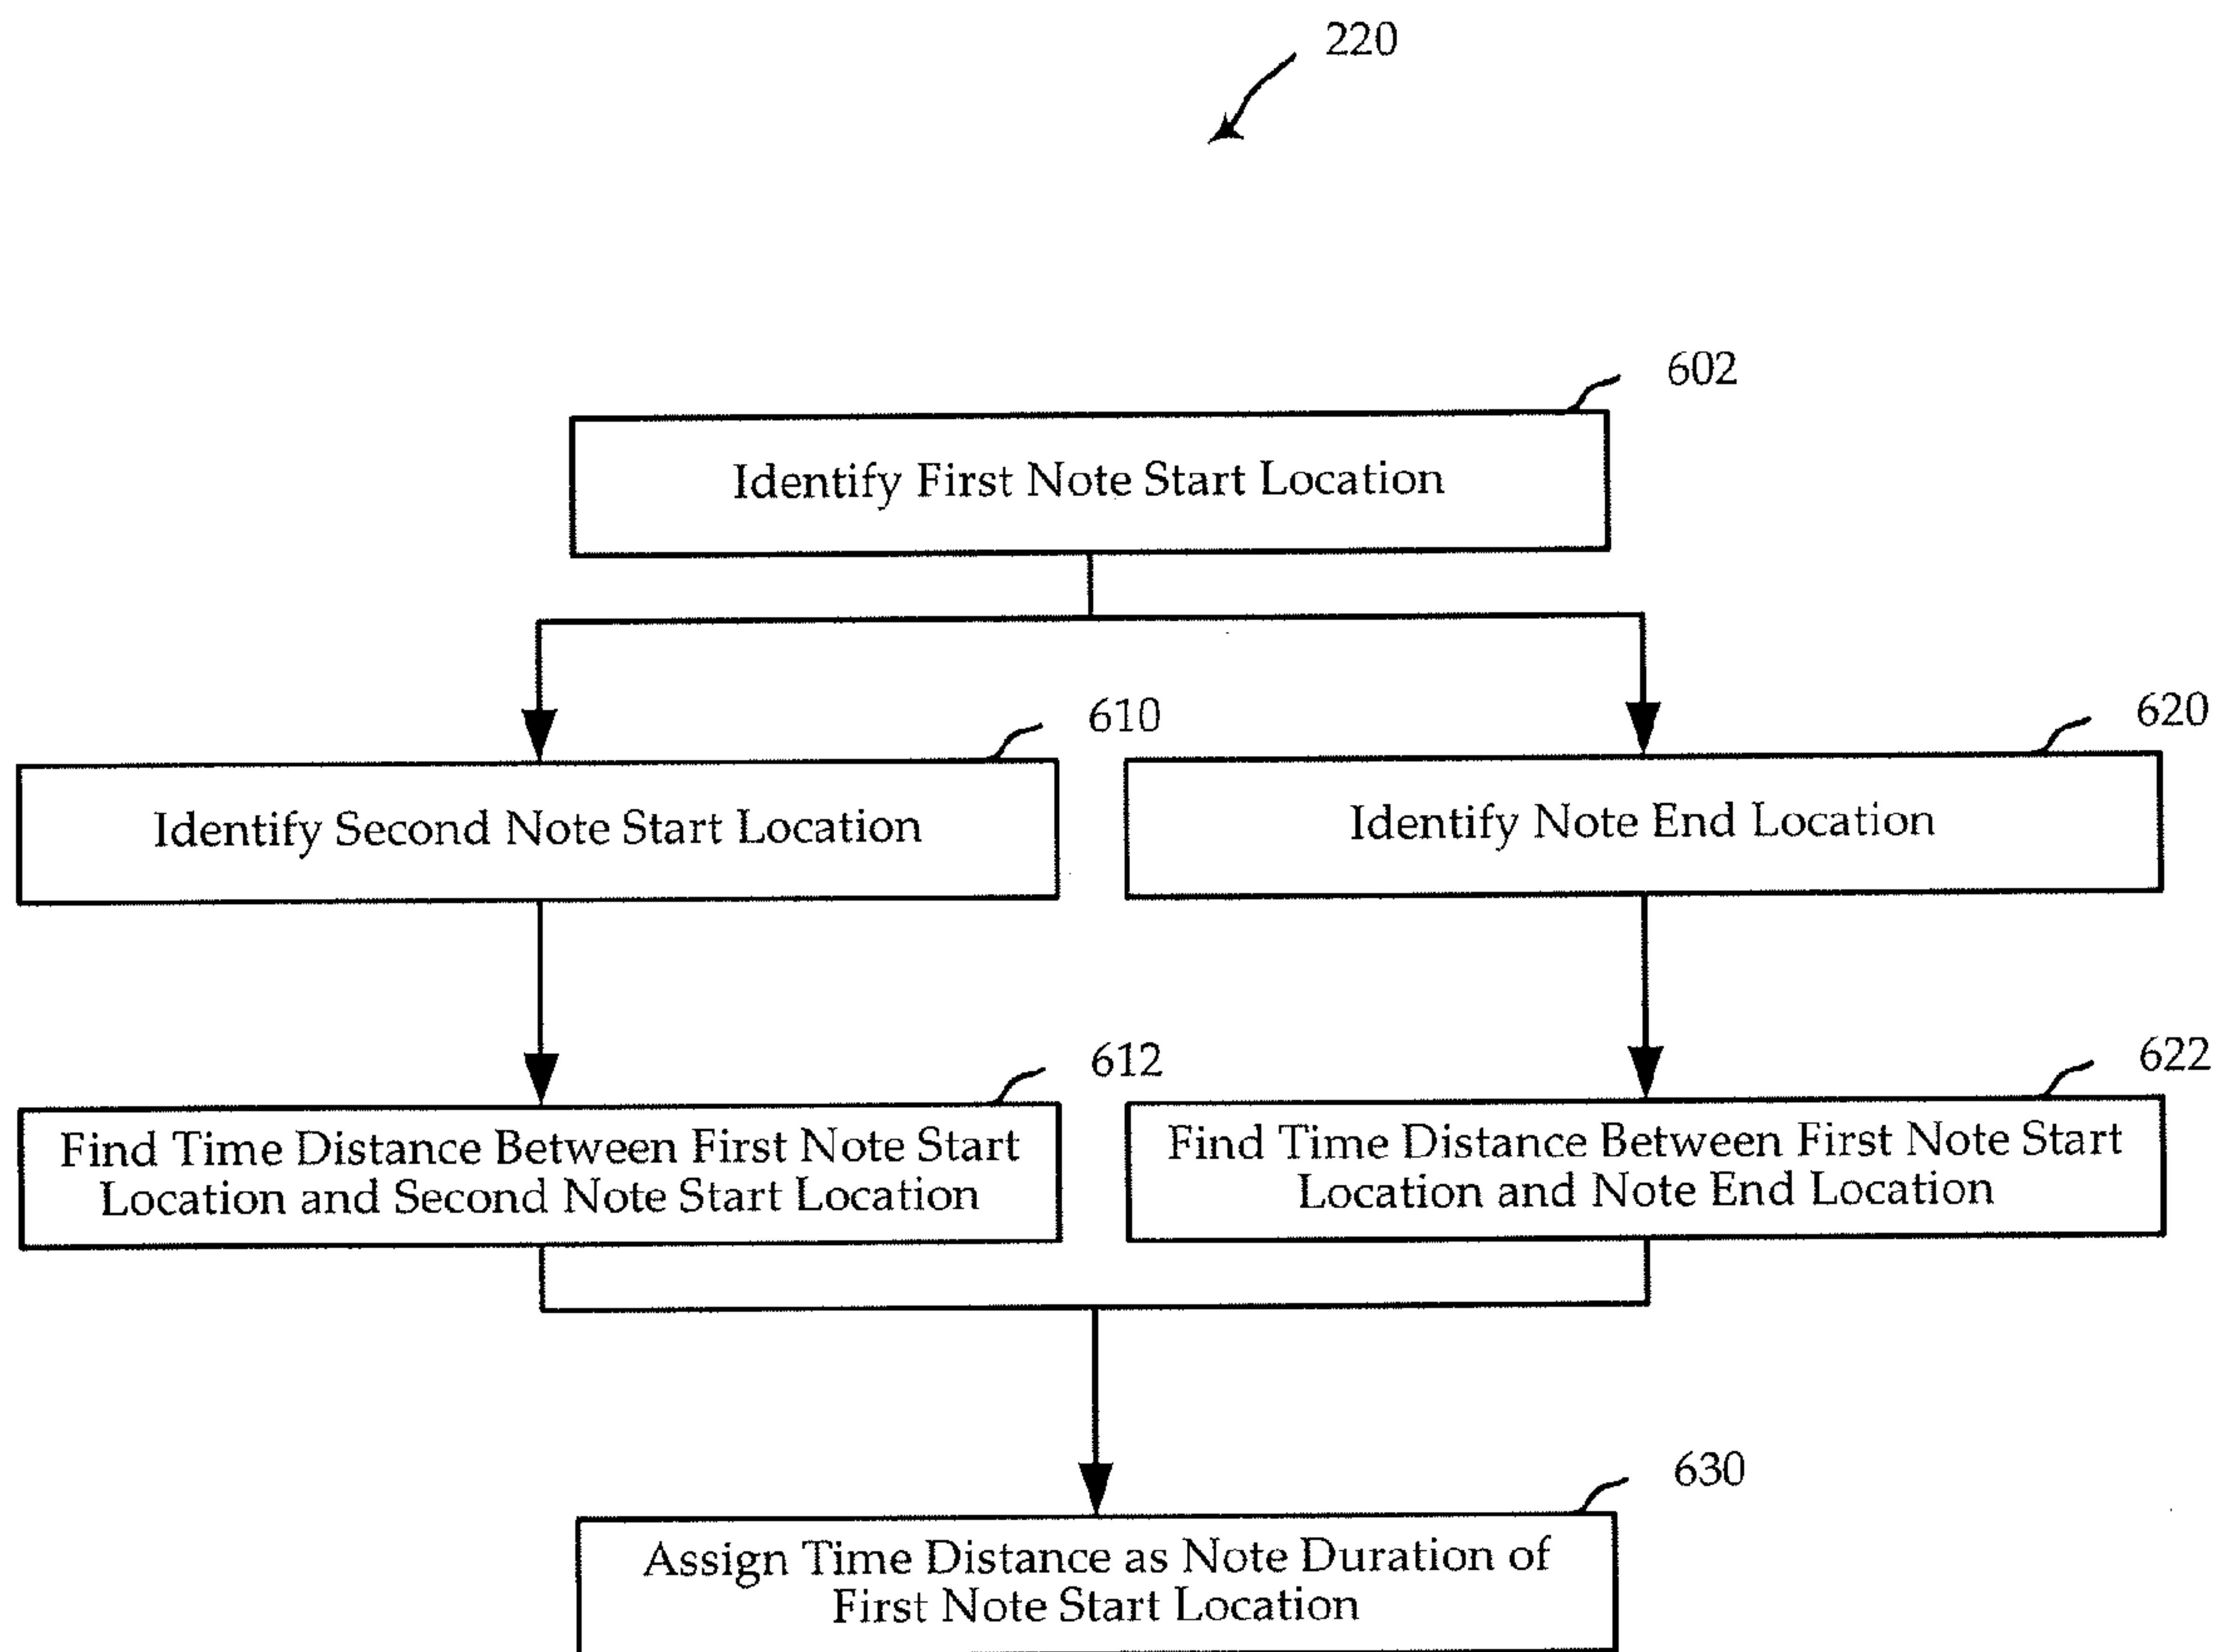 220
602
Identify First Note Start Location
610
620
Identify Second Note Start Location
Identify Note End Location
612
622
Find Time Distance Between First Note Start
Location and Second Note Start Location
Find Time Distance Between First Note Start
Location and Note End Location
630
Assign Time Distance as Note Duration of
First Note Start Location